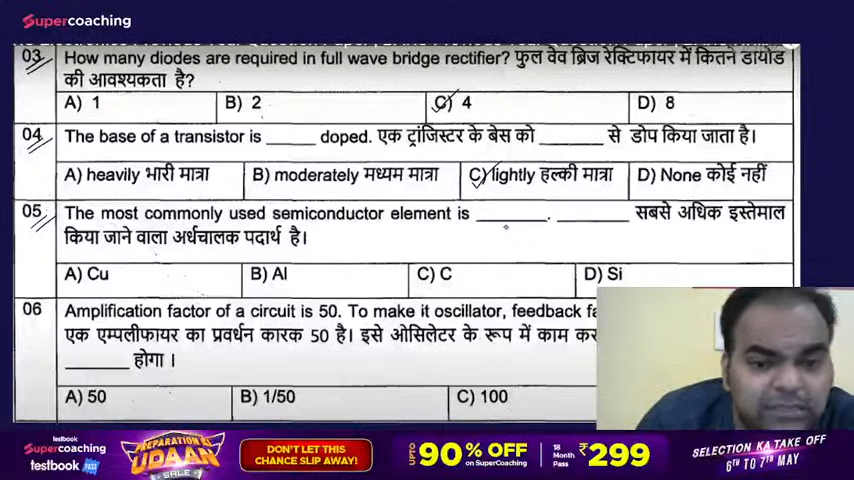 Supercoaching
03 How many diodes are required in full wave bridge rectifier? फुल वेव ब्रिज रेक्टिफायर में कितने डायोड
की आवश्यकता है?
A) 1 B) 2 C) 4 D) 8
04 The base of a transistor is _____ doped. एक ट्रांजिस्टर के बेस को _______ से डोप किया जाता है।
A) heavily भारी मात्रा B) moderately मध्यम मात्रा C) lightly हल्की मात्रा D) None कोई नहीं
05 The most commonly used semiconductor element is ________. ________ सबसे अधिक इस्तेमाल
किया जाने वाला अर्धचालक पदार्थ है।
A) Cu B) Al C) C D) Si
06 Amplification factor of a circuit is 50. To make it oscillator, feedback
एक एम्पलीफायर का प्रवर्धन कारक 50 है। इसे ओसिलेटर के रूप में काम
_______ होगा ।
A) 50 B) 1/50 C) 100
testbook
Supercoaching
testbook PASS
PREPARATION KI
UDAAN
SALE
DON'T LET THIS
CHANCE SLIP AWAY!
UPTO 90% OFF
on SuperCoaching
18
Month
Pass
₹299
SELECTION KA TAKE OFF
6TH TO 7TH MAY